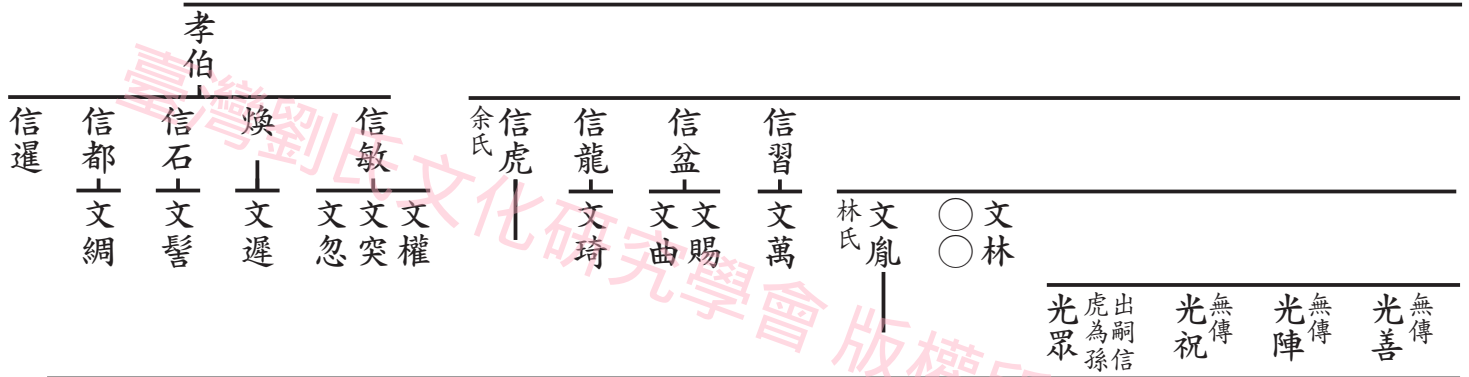 孝伯
信習
信盆
信龍
信虎
余氏
信敏
煥
信石
信都
信暹
文林
◯◯
文胤
林氏
文萬
文賜
文曲
文琦
文權
文突
文忽
文遲
文髻
文綢
光善
無傳
光陣
無傳
光祝
無傳
光眾
出嗣信
虎為孫
臺灣劉氏文化研究學會 版權